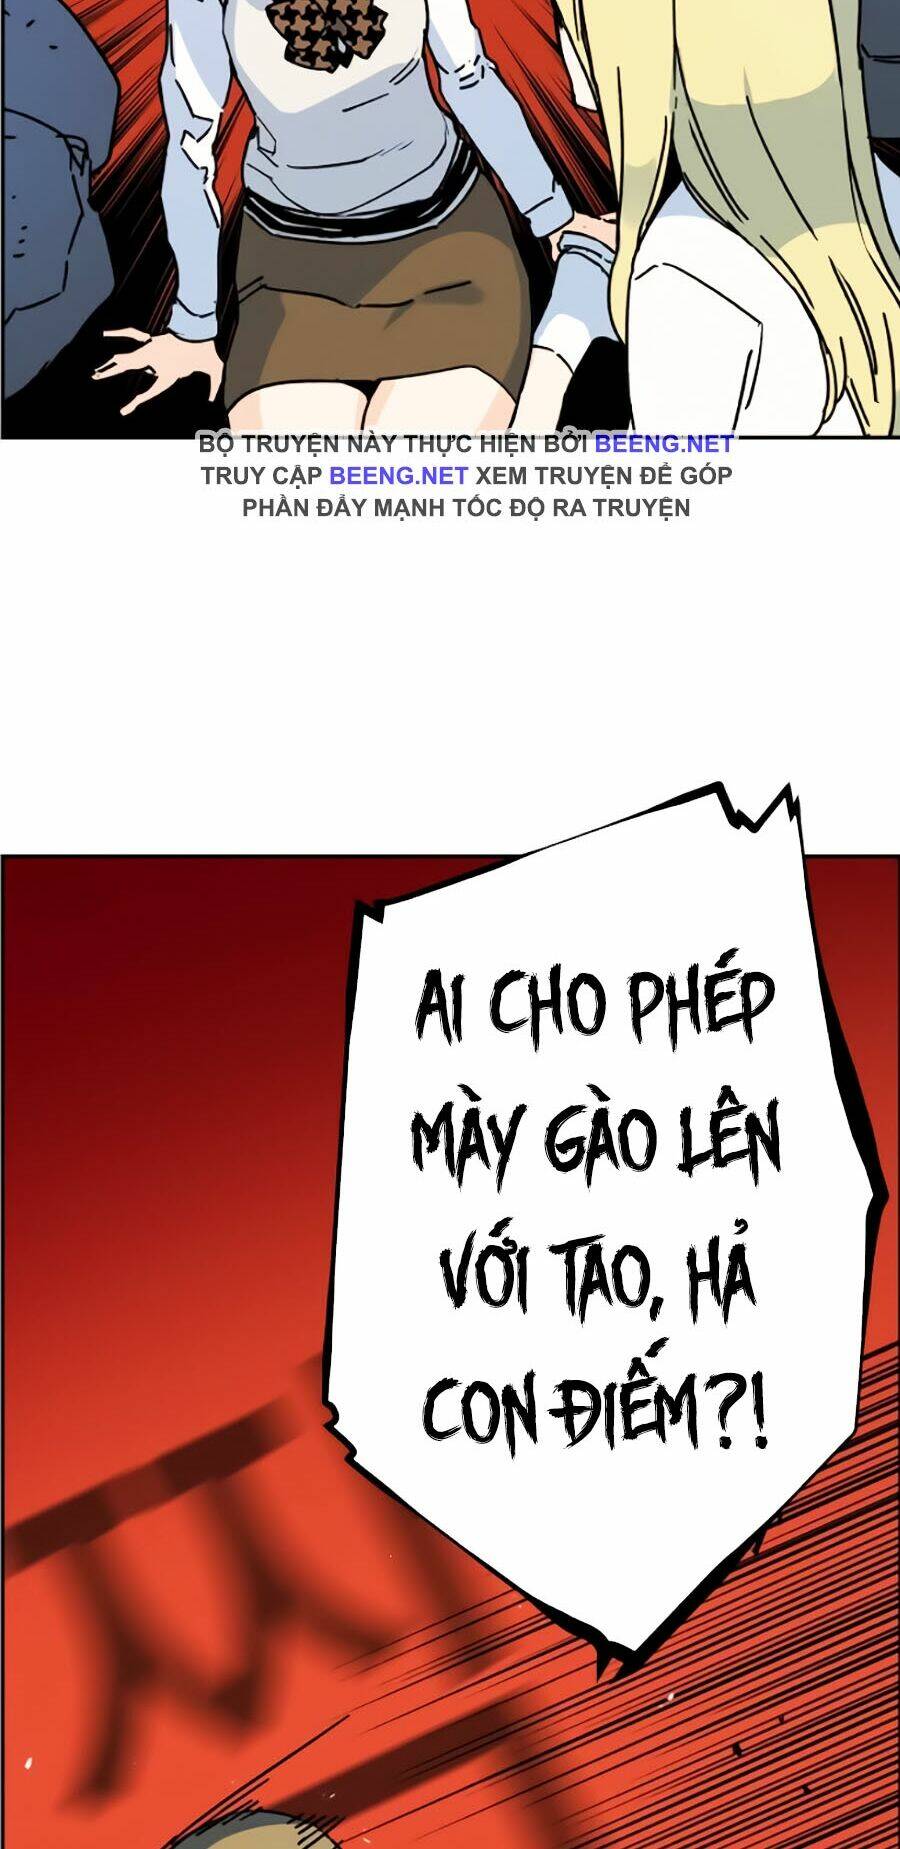 BỘ TRUYỆN NÀY THỰC HIỆN BỞI BEENG.NET
TRUY CẬP BEENG.NET XEM TRUYỆN ĐỂ GÓP
PHẦN ĐẨY MẠNH TỐC ĐỘ RA TRUYỆN
AI CHO PHÉP
MÀY GÀO LÊN
VỚI TAO, HẢ
CON ĐIẾM?!